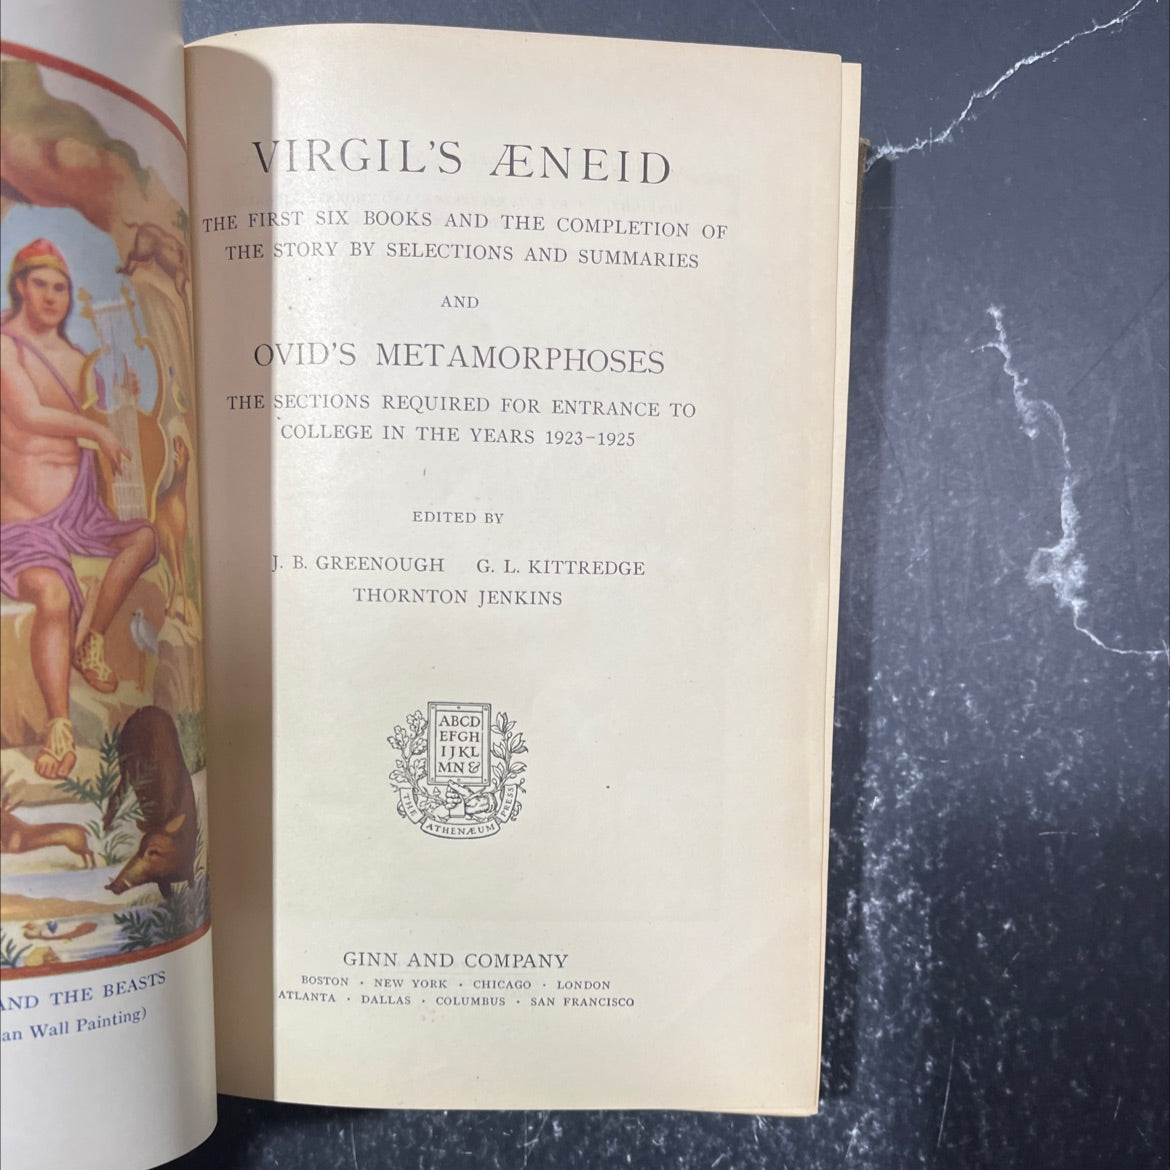 VIRGIL'S ÆNEID
THE FIRST SIX BOOKS AND THE COMPLETION OF
THE STORY BY SELECTIONS AND SUMMARIES
AND
OVID'S METAMORPHOSES
THE SECTIONS REQUIRED FOR ENTRANCE TO
COLLEGE IN THE YEARS 1923-1925
EDITED BY
J. B. GREENOUGH G. L. KITTREDGE
THORNTON JENKINS
ABCD
EFGH
IJKL
MN&
THE ATHENÆUM PRESS
GINN AND COMPANY
BOSTON · NEW YORK · CHICAGO · LONDON
ATLANTA · DALLAS · COLUMBUS · SAN FRANCISCO
AND THE BEASTS
an Wall Painting)